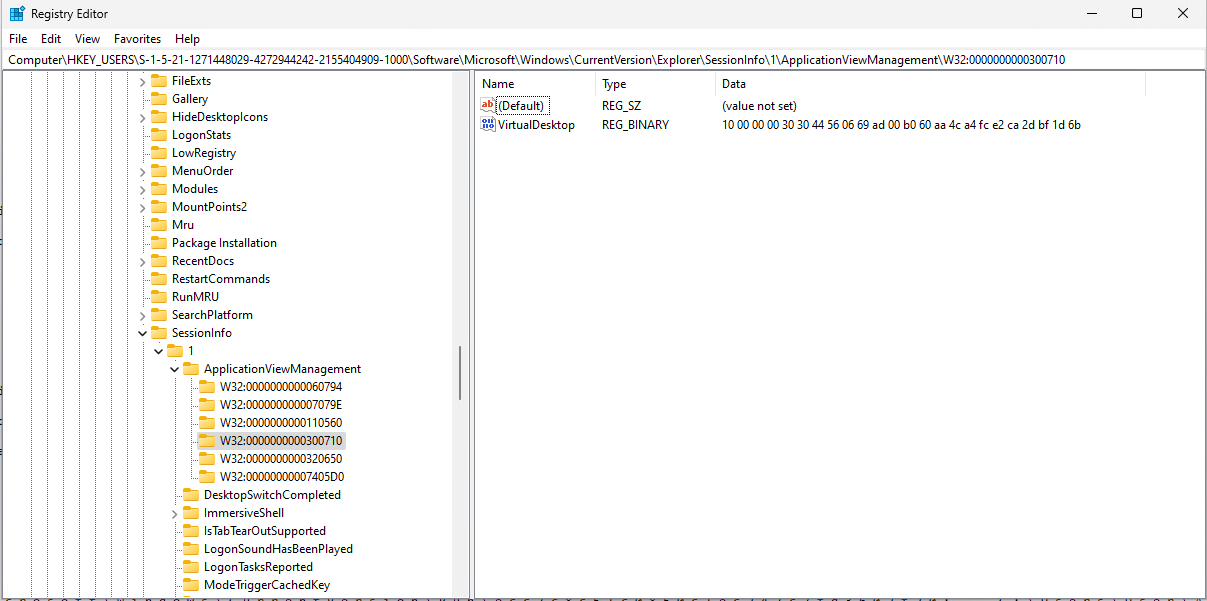 Registry Editor
File Edit View Favorites Help
Computer\HKEY_USERS\S-1-5-21-1271448029-4272944242-2155404909-1000\Software\Microsoft\Windows\CurrentVersion\Explorer\SessionInfo\1\ApplicationViewManagement\W32:0000000000300710
FileExts
Gallery
HideDesktopIcons
LogonStats
LowRegistry
MenuOrder
Modules
MountPoints2
Mru
Package Installation
RecentDocs
RestartCommands
RunMRU
SearchPlatform
SessionInfo
1
ApplicationViewManagement
W32:0000000000060794
W32:000000000007079E
W32:0000000000110560
W32:0000000000300710
W32:0000000000320650
W32:00000000007405D0
DesktopSwitchCompleted
ImmersiveShell
IsTabTearOutSupported
LogonSoundHasBeenPlayed
LogonTasksReported
ModeTriggerCachedKey
Name Type Data
(Default) REG_SZ (value not set)
VirtualDesktop REG_BINARY 10 00 00 00 30 30 44 56 06 69 ad 00 b0 60 aa 4c a4 fc e2 ca 2d bf 1d 6b